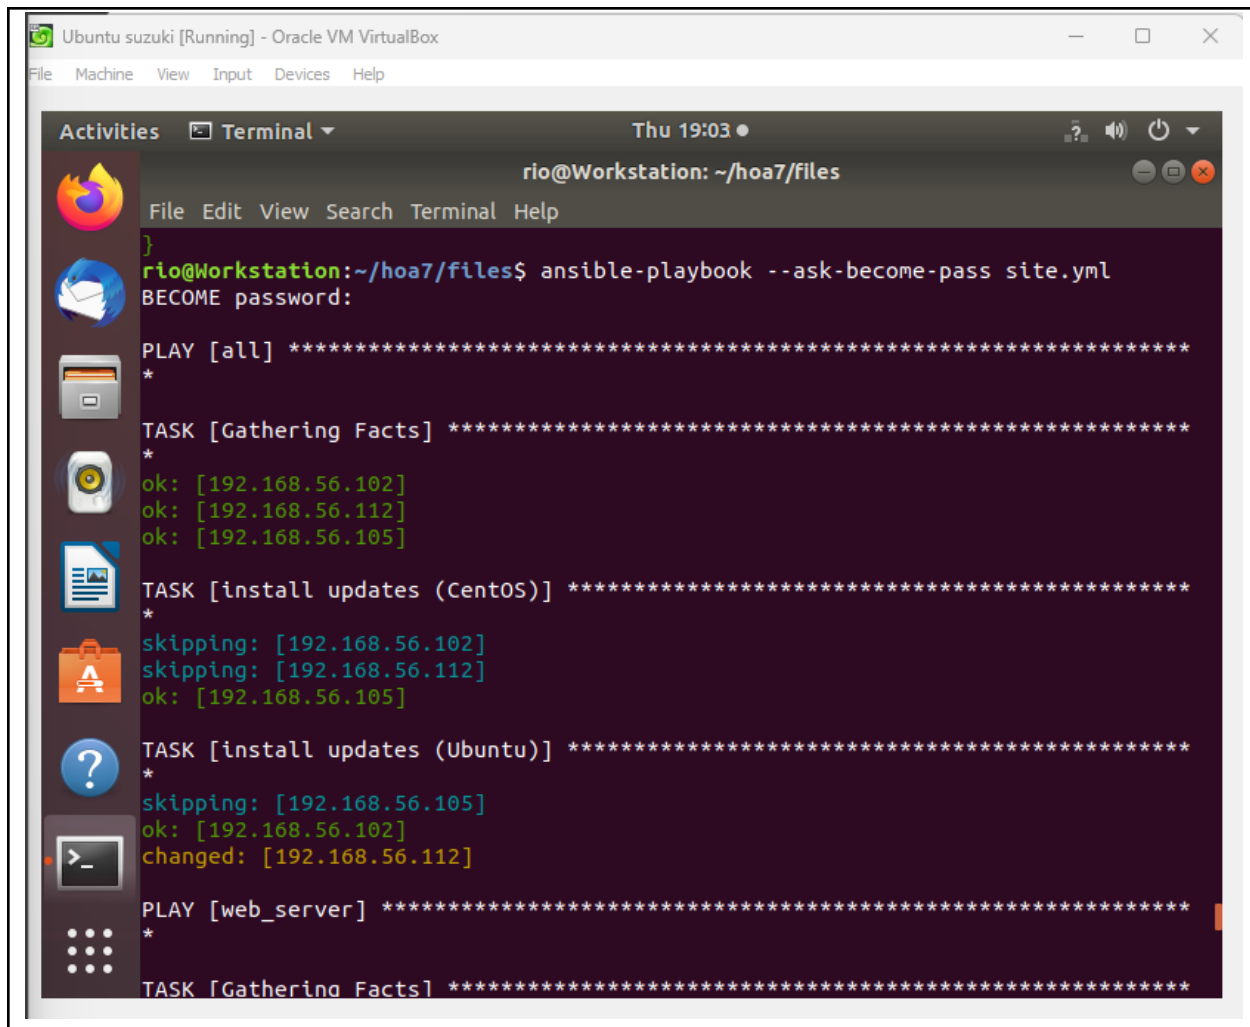 Ubuntu suzuki [Running] - Oracle VM VirtualBox
File Machine View Input Devices Help
Activities Terminal Thu 19:03
rio@Workstation: ~/hoa7/files
File Edit View Search Terminal Help
}
rio@Workstation:~/hoa7/files$ ansible-playbook --ask-become-pass site.yml
BECOME password:
PLAY [all] ********************************************************************
*
TASK [Gathering Facts] ********************************************************
*
ok: [192.168.56.102]
ok: [192.168.56.112]
ok: [192.168.56.105]
TASK [install updates (CentOS)] ***********************************************
*
skipping: [192.168.56.102]
skipping: [192.168.56.112]
ok: [192.168.56.105]
TASK [install updates (Ubuntu)] ***********************************************
*
skipping: [192.168.56.105]
ok: [192.168.56.102]
changed: [192.168.56.112]
PLAY [web_server] *************************************************************
*
TASK [Gathering Facts] ********************************************************